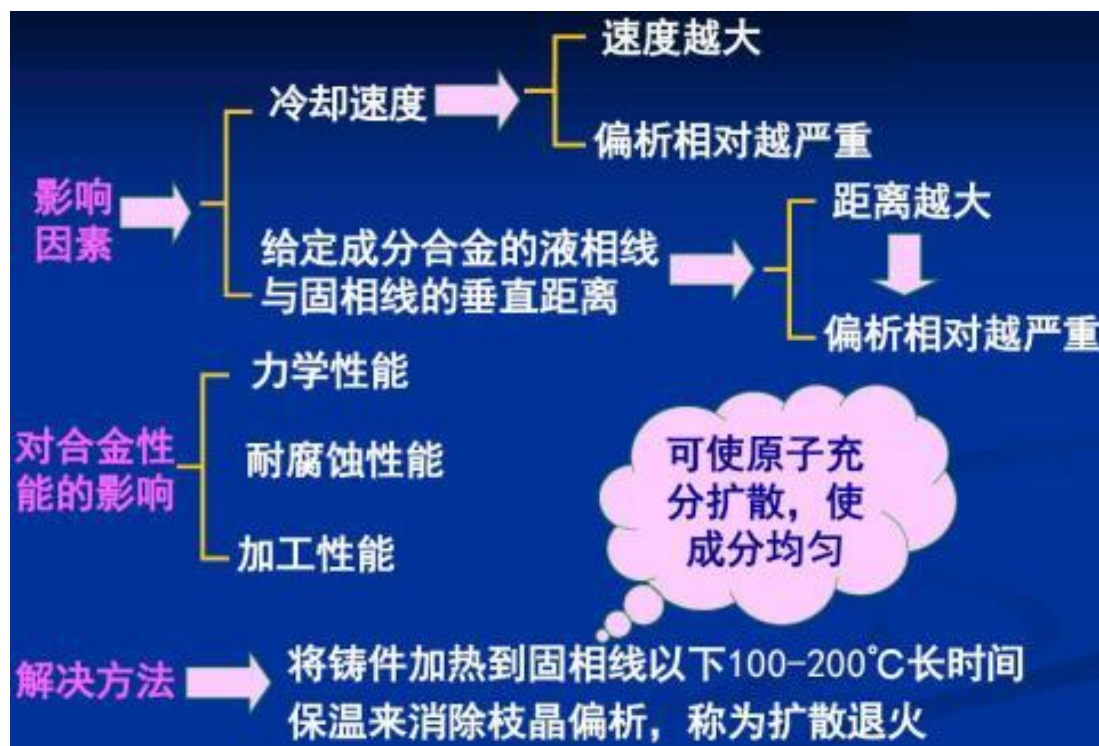 速度越大
冷却速度
偏析相对越严重
影响
因素
距离越大
给定成分合金的液相线
与固相线的垂直距离
偏析相对越严重
力学性能
对合金性
能的影响
耐腐蚀性能
加工性能
可使原子充
分扩散，使
成分均匀
解决方法
将铸件加热到固相线以下100-200℃长时间
保温来消除枝晶偏析，称为扩散退火